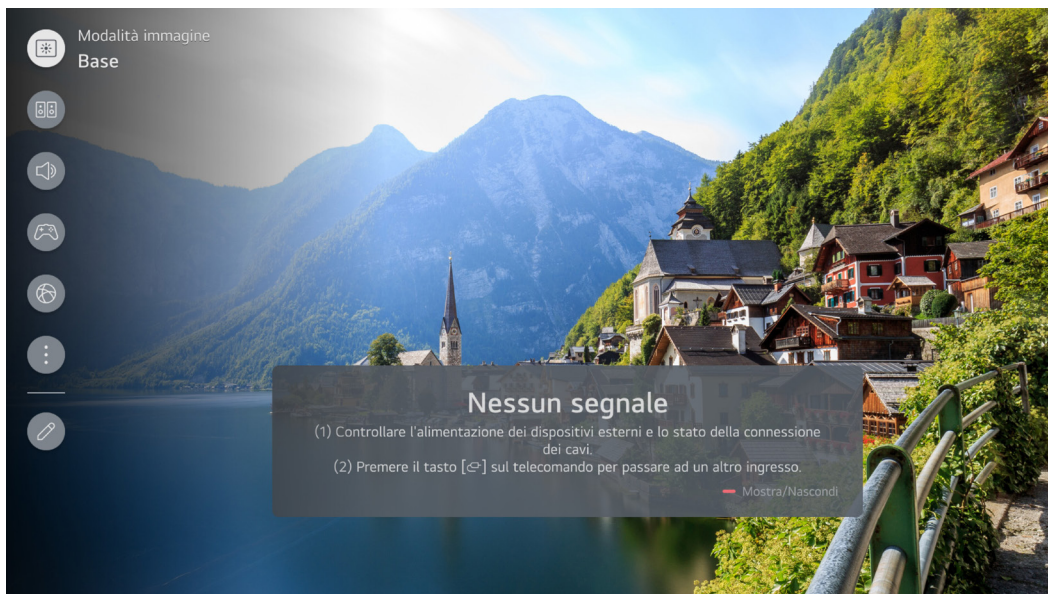 Modalità immagine
Base
Nessun segnale
(1) Controllare l'alimentazione dei dispositivi esterni e lo stato della connessione
dei cavi.
(2) Premere il tasto [⮂] sul telecomando per passare ad un altro ingresso.
Mostra/Nascondi